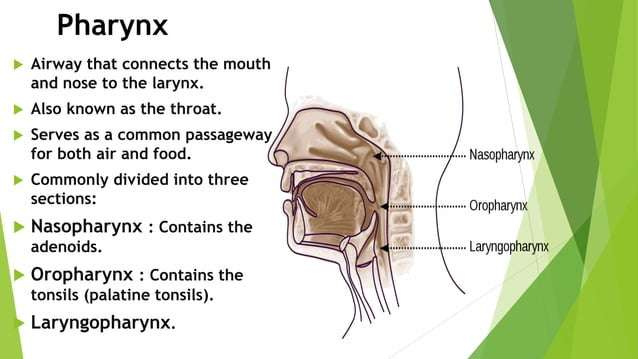 Pharynx
Airway that connects the mouth
and nose to the larynx.
Also known as the throat.
Serves as a common passageway
for both air and food.
Commonly divided into three
sections:
Nasopharynx : Contains the
adenoids.
Oropharynx : Contains the
tonsils (palatine tonsils).
Laryngopharynx.
Nasopharynx
Oropharynx
Laryngopharynx